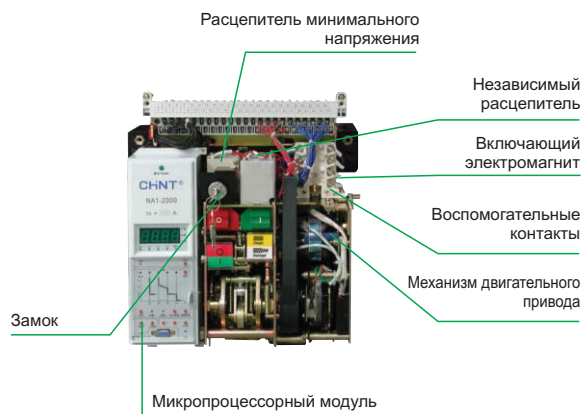 Расцепитель минимального
напряжения
Независимый
расцепитель
Включающий
электромагнит
CHNT®
NA1-2000
Воспомогательные
контакты
Механизм двигательного
привода
Замок
Микропроцессорный модуль